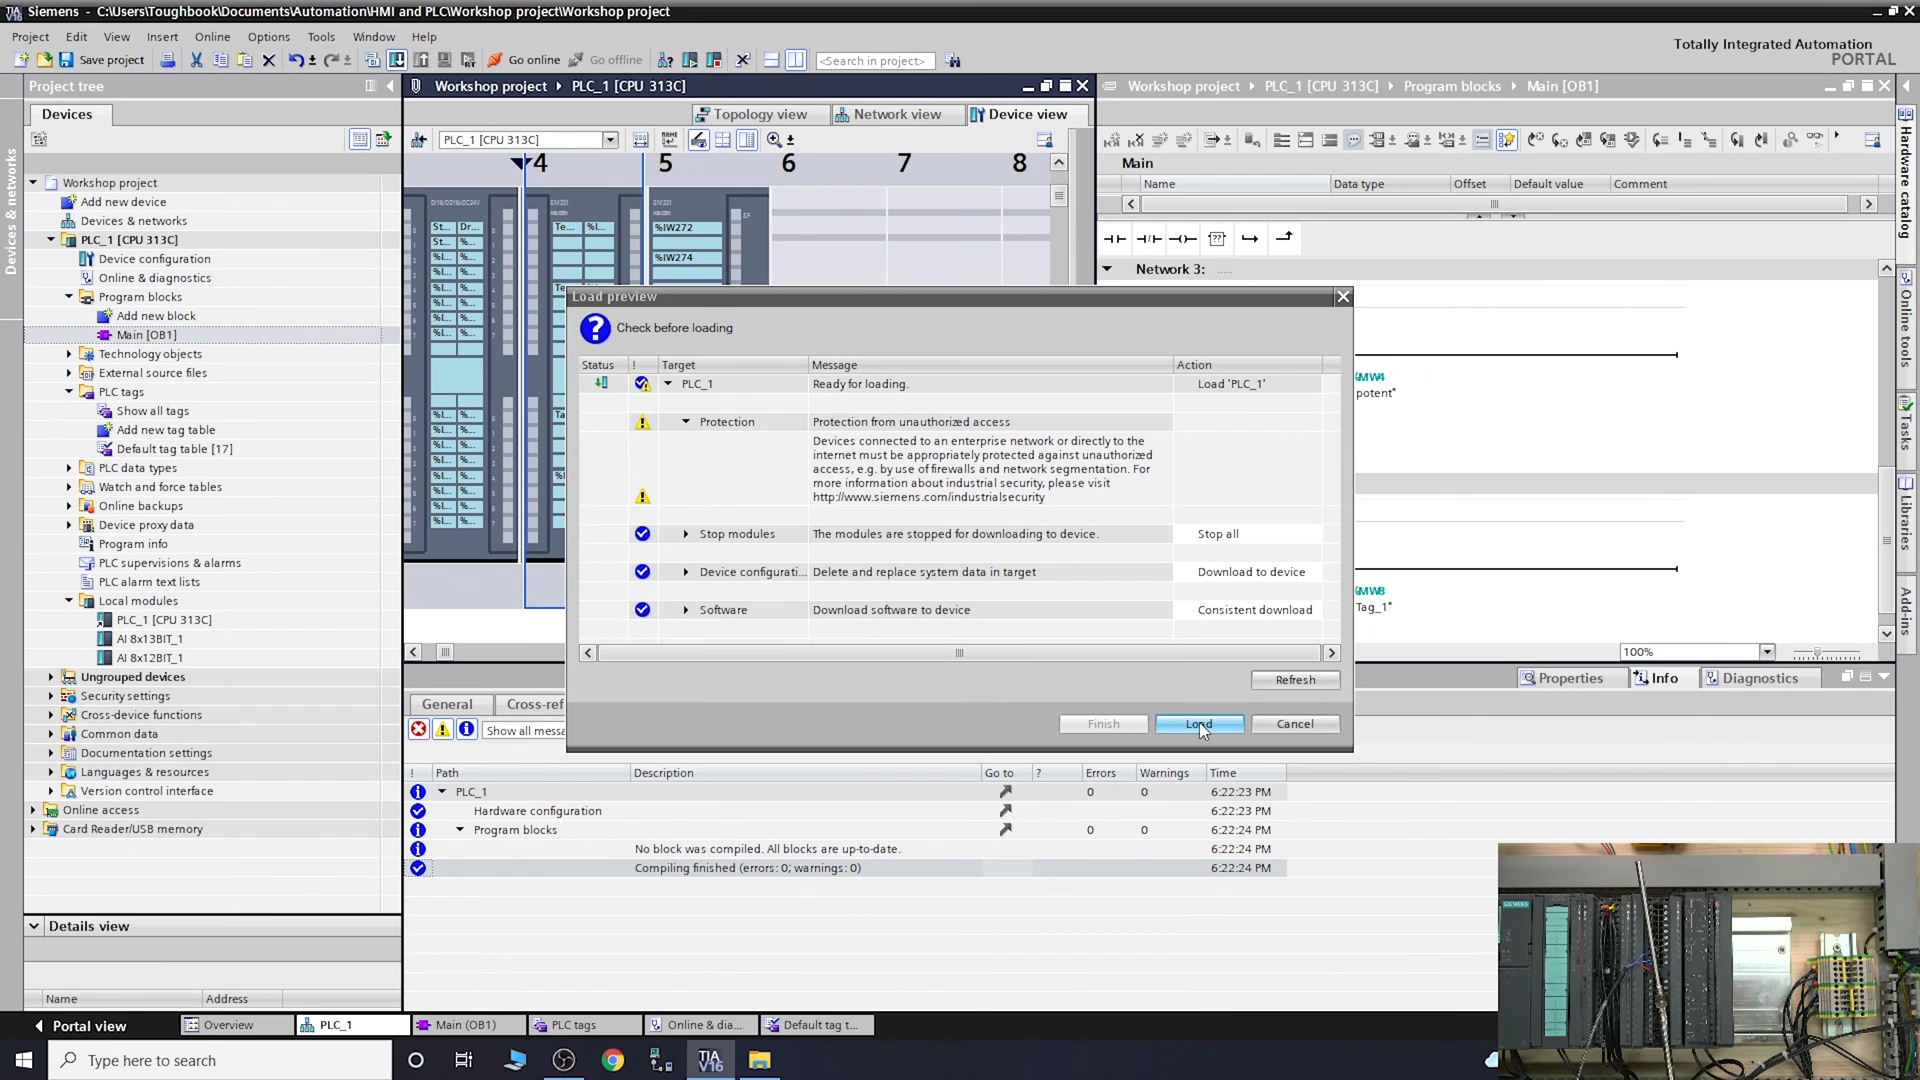 Siemens - C:\Users\Toughbook\Documents\Automation\HMI and PLC\Workshop project\Workshop project
Project Edit View Insert Online Options Tools Window Help
Totally Integrated Automation
PORTAL
Save project
Go online
Go offline
<Search in project>
Project tree
Workshop project PLC_1 [CPU 313C]
Workshop project PLC_1 [CPU 313C] Program blocks Main [OB1]
Devices
Topology view
Network view
Device view
PLC_1 [CPU 313C]
4 5 6 7 8
Devices & networks
Workshop project
Add new device
Devices & networks
PLC_1 [CPU 313C]
Device configuration
Online & diagnostics
Program blocks
Add new block
Main [OB1]
Technology objects
External source files
PLC tags
Show all tags
Add new tag table
Default tag table [17]
PLC data types
Watch and force tables
Online backups
Device proxy data
Program info
PLC supervisions & alarms
PLC alarm text lists
Local modules
PLC_1 [CPU 313C]
AI 8x13BIT_1
AI 8x12BIT_1
Ungrouped devices
Security settings
Cross-device functions
Common data
Documentation settings
Languages & resources
Version control interface
Online access
Card Reader/USB memory
Details view
Name Address
St... Dr...
Te... %I...
%IW272
%IW274
Main
Name Data type Offset Default value Comment
Network 3: .....
%MW4
potent"
%MW8
Tag_1"
100%
Hardware catalog
Online tools
Tasks
Libraries
Add-ins
Load preview
Check before loading
Status ! Target Message Action
PLC_1 Ready for loading. Load 'PLC_1'
Protection Protection from unauthorized access
Devices connected to an enterprise network or directly to the
internet must be appropriately protected against unauthorized
access, e.g. by use of firewalls and network segmentation. For
more information about industrial security, please visit
http://www.siemens.com/industrialsecurity
Stop modules The modules are stopped for downloading to device. Stop all
Device configurati... Delete and replace system data in target Download to device
Software Download software to device Consistent download
Refresh
Finish Load Cancel
Properties Info Diagnostics
General Cross-ref
Show all messa
! Path Description Go to ? Errors Warnings Time
PLC_1 0 0 6:22:23 PM
Hardware configuration 6:22:23 PM
Program blocks 0 0 6:22:24 PM
No block was compiled. All blocks are up-to-date. 6:22:24 PM
Compiling finished (errors: 0; warnings: 0) 6:22:24 PM
Portal view
Overview
PLC_1
Main (OB1)
PLC tags
Online & dia...
Default tag t...
Type here to search
TIA
V16
SIEMENS